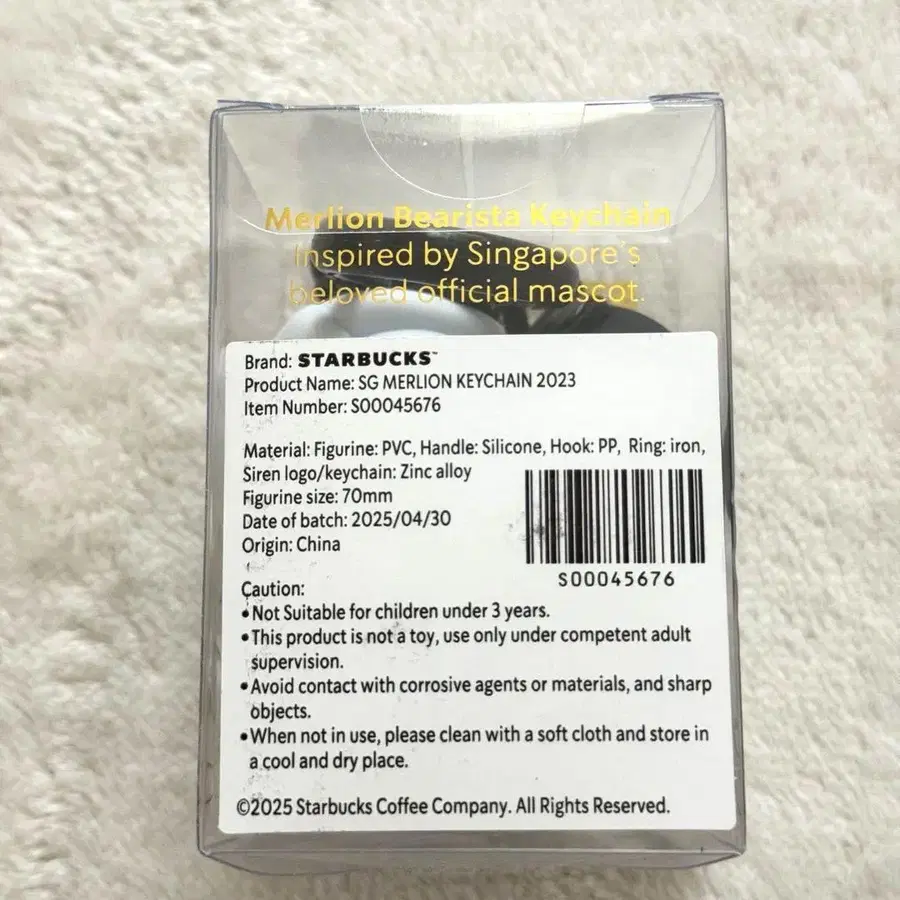 Merlion Bearista Keychain
Inspired by Singapore's
beloved official mascot.
Brand: STARBUCKS™
Product Name: SG MERLION KEYCHAIN 2023
Item Number: S00045676
Material: Figurine: PVC, Handle: Silicone, Hook: PP, Ring: iron,
Siren logo/keychain: Zinc alloy
Figurine size: 70mm
Date of batch: 2025/04/30
Origin: China
S00045676
Caution:
•Not Suitable for children under 3 years.
•This product is not a toy, use only under competent adult
supervision.
•Avoid contact with corrosive agents or materials, and sharp
objects.
•When not in use, please clean with a soft cloth and store in
a cool and dry place.
©2025 Starbucks Coffee Company. All Rights Reserved.